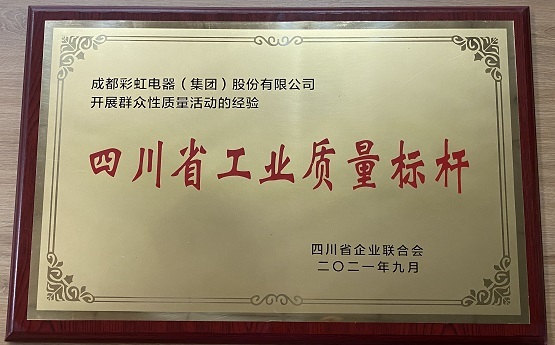 成都彩虹电器（集团）股份有限公司
开展群众性质量活动的经验
四川省工业质量标杆
四川省企业联合会
二〇二一年九月